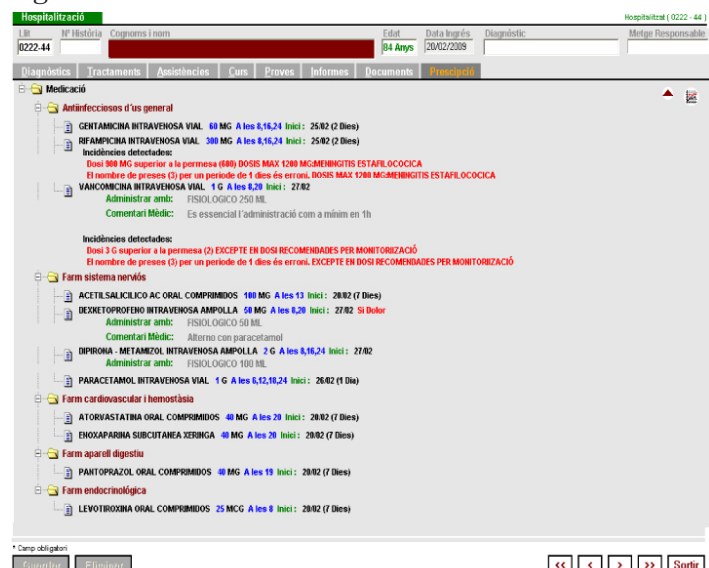 Hospitalització
Hospitalitzat ( 0222 - 44 )
Llit Nº Història Cognoms i nom Edat Data Ingrés Diagnóstic Metge Responsable
0222-44 84 Anys 20/02/2009
Diagnòstics Tractaments Assistències Curs Proves Informes Documents Prescipció
Medicació
Antiinfecciosos d'us general
GENTAMICINA INTRAVENOSA VIAL 60 MG A les 8,16,24 Inici : 25/02 (2 Dies)
RIFAMPICINA INTRAVENOSA VIAL 300 MG A les 8,16,24 Inici : 25/02 (2 Dies)
Incidències detectades:
Dosi 900 MG superior a la permesa (600) DOSIS MAX 1200 MG:MENINGITIS ESTAFILOCOCICA
El nombre de preses (3) per un periode de 1 dies és erroni. DOSIS MAX 1200 MG:MENINGITIS ESTAFILOCOCICA
VANCOMICINA INTRAVENOSA VIAL 1 G A les 8,20 Inici : 27/02
Administrar amb: FISIOLOGICO 250 ML
Comentari Mèdic: Es essencial l'administració com a mínim en 1h
Incidències detectades:
Dosi 3 G superior a la permesa (2) EXCEPTE EN DOSI RECOMENDADES PER MONITORIZACIÓ
El nombre de preses (3) per un periode de 1 dies és erroni. EXCEPTE EN DOSI RECOMENDADES PER MONITORIZACIÓ
Farm sistema nerviós
ACETILSALICILICO AC ORAL COMPRIMIDOS 100 MG A les 13 Inici : 20/02 (7 Dies)
DEXKETOPROFENO INTRAVENOSA AMPOLLA 50 MG A les 8,20 Inici : 27/02 Si Dolor
Administrar amb: FISIOLOGICO 50 ML
Comentari Mèdic: Alterno con paracetamol
DIPIRONA - METAMIZOL INTRAVENOSA AMPOLLA 2 G A les 8,16,24 Inici : 27/02
Administrar amb: FISIOLOGICO 100 ML
PARACETAMOL INTRAVENOSA VIAL 1 G A les 6,12,18,24 Inici : 26/02 (1 Dia)
Farm cardiovascular i hemostàsia
ATORVASTATINA ORAL COMPRIMIDOS 40 MG A les 20 Inici : 20/02 (7 Dies)
ENOXAPARINA SUBCUTANEA XERINGA 40 MG A les 20 Inici : 20/02 (7 Dies)
Farm aparell digestiu
PANTOPRAZOL ORAL COMPRIMIDOS 40 MG A les 19 Inici : 20/02 (7 Dies)
Farm endocrinológica
LEVOTIROXINA ORAL COMPRIMIDOS 25 MCG A les 8 Inici : 20/02 (7 Dies)
* Camp obligatori
Guardar Eliminar << < > >> Sortir